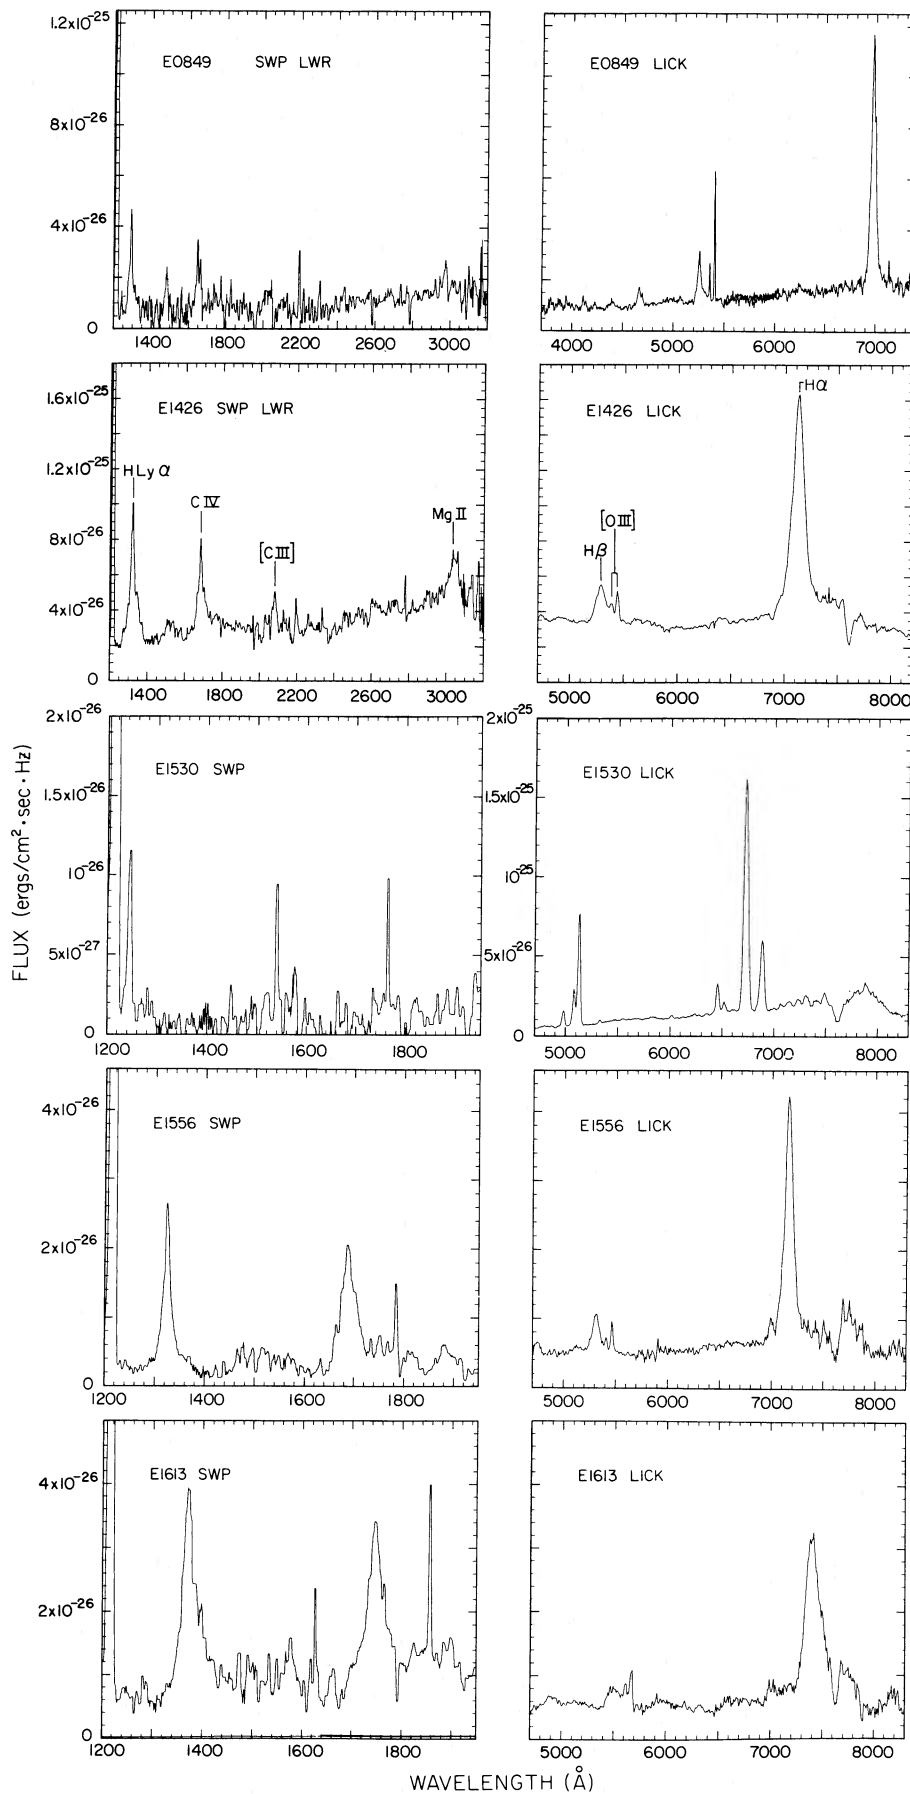 1.2x10-25
8x10-26
4x10-26
0
E0849 SWP LWR
1400 1800 2200 2600 3000
E0849 LICK
4000 5000 6000 7000
1.6x10-25
1.2x10-25
8x10-26
4x10-26
0
E1426 SWP LWR
H Ly α
C IV
[C III]
Mg II
1400 1800 2200 2600 3000
E1426 LICK
Hα
[O III]
Hβ
5000 6000 7000 8000
2x10-26
1.5x10-26
10-26
5x10-27
0
E1530 SWP
1200 1400 1600 1800
2x10-25
1.5x10-25
10-25
5x10-26
0
E1530 LICK
5000 6000 7000 8000
4x10-26
2x10-26
0
E1556 SWP
1200 1400 1600 1800
E1556 LICK
5000 6000 7000 8000
4x10-26
2x10-26
0
E1613 SWP
1200 1400 1600 1800
E1613 LICK
5000 6000 7000 8000
FLUX (ergs/cm2·sec·Hz)
WAVELENGTH (Å)